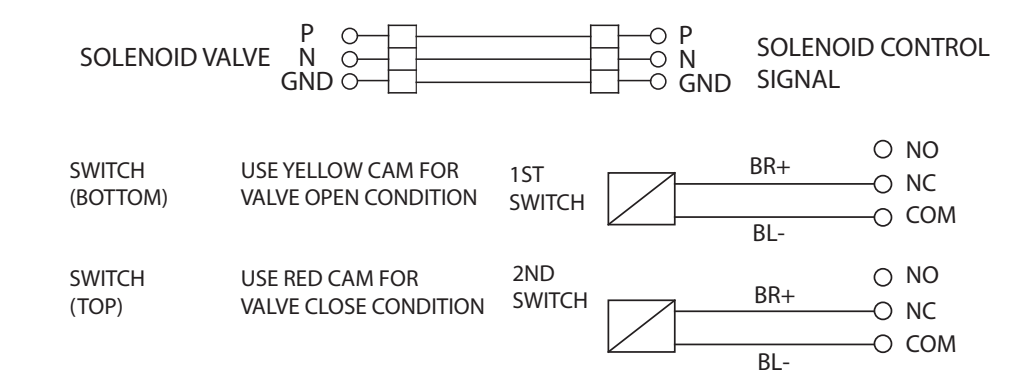 P P
SOLENOID VALVE N N SOLENOID CONTROL
GND GND SIGNAL
SWITCH USE YELLOW CAM FOR 1ST BR+ NO
(BOTTOM) VALVE OPEN CONDITION SWITCH NC
BL- COM
SWITCH USE RED CAM FOR 2ND BR+ NO
(TOP) VALVE CLOSE CONDITION SWITCH NC
BL- COM